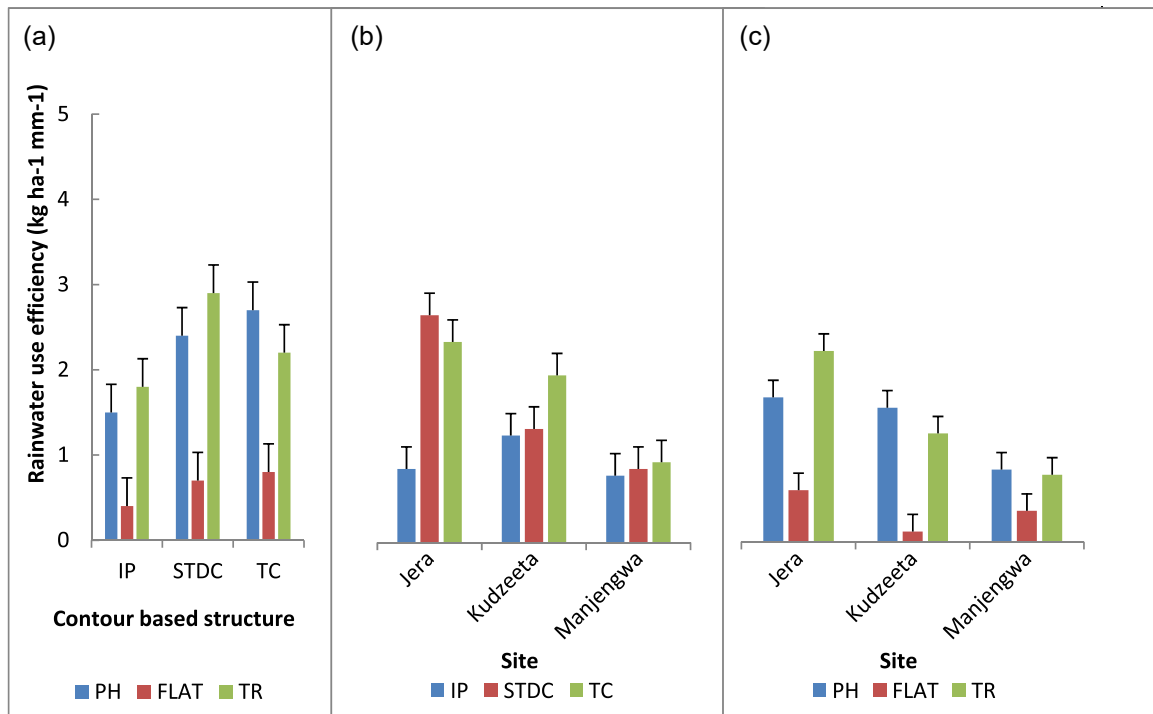 (a)
Rainwater use efficiency (kg ha-1 mm-1)
5
4
3
2
1
0
IP STDC TC
Contour based structure
PH FLAT TR
(b)
Jera Kudzeeta Manjengwa
Site
IP STDC TC
(c)
Jera Kudzeeta Manjengwa
Site
PH FLAT TR